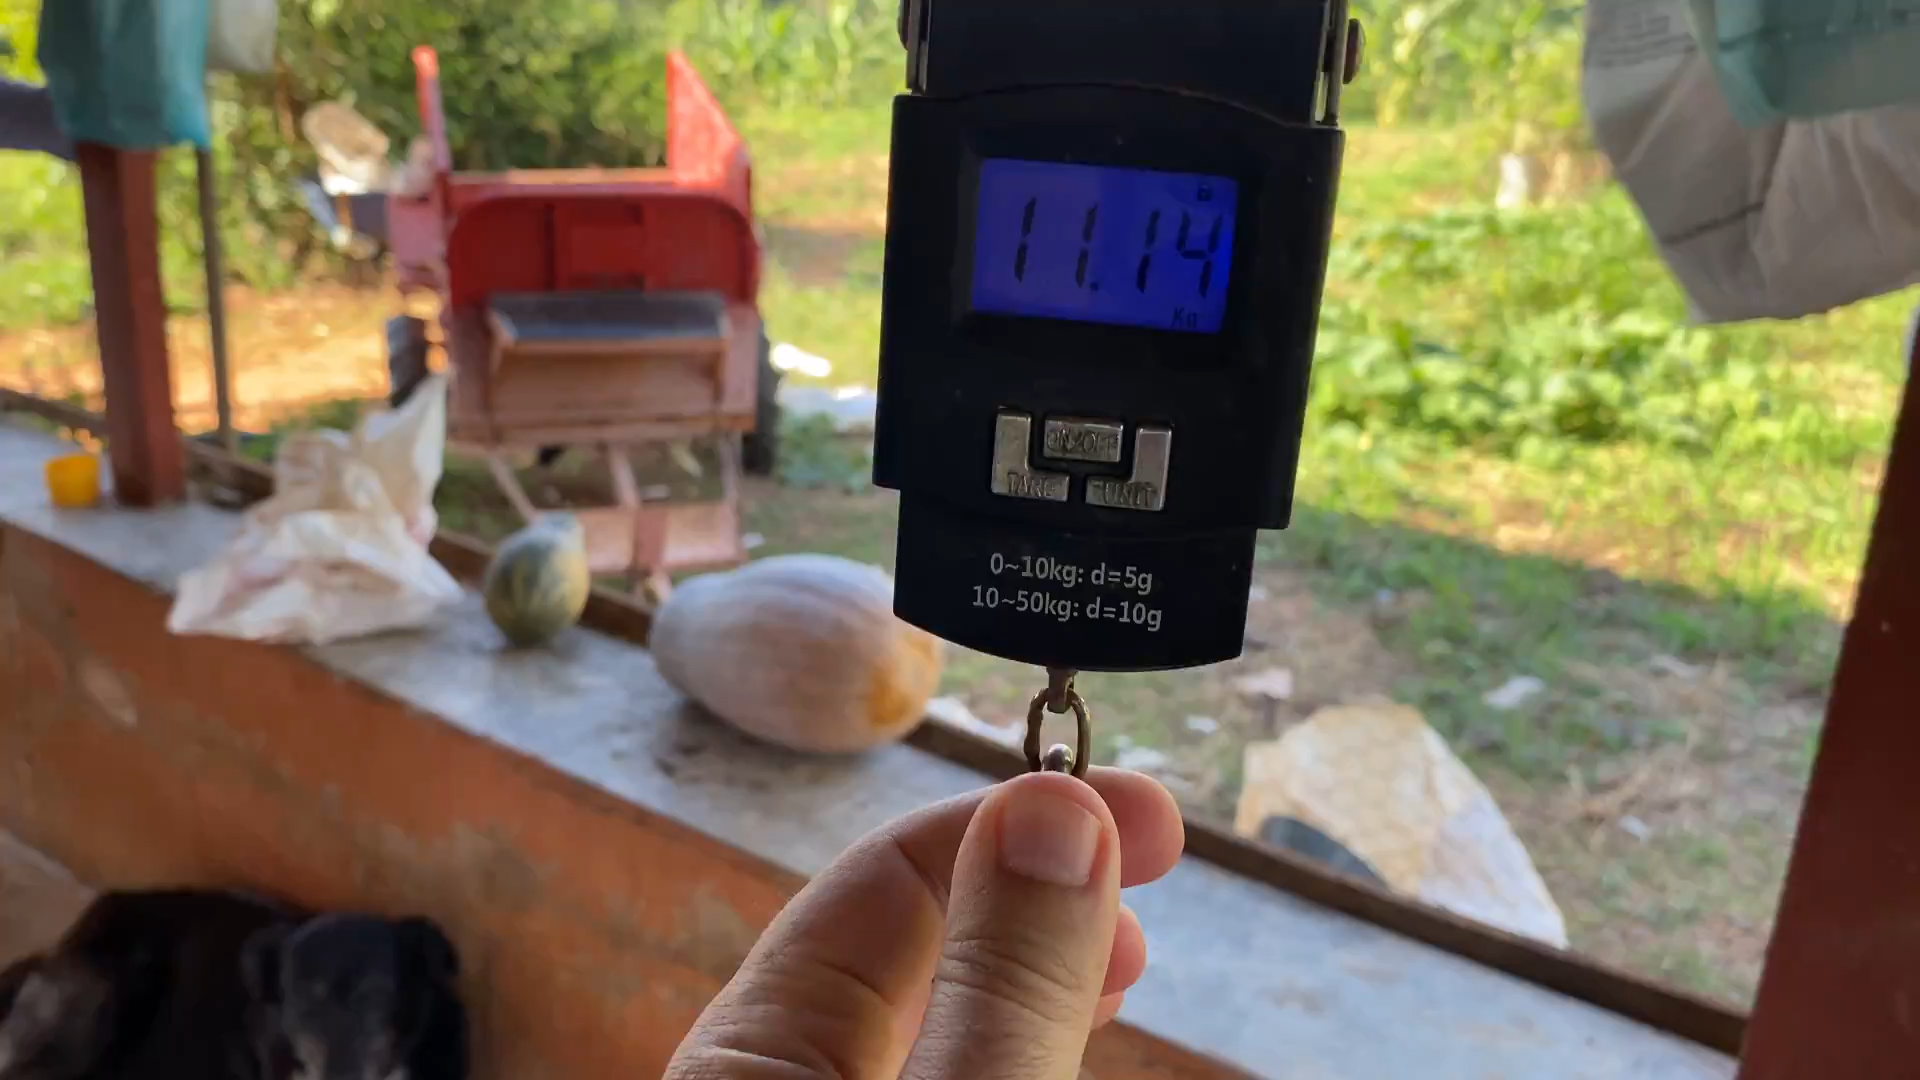 11.14
Kg
ON/OFF
TARE UNIT
0~10kg: d=5g
10~50kg: d=10g